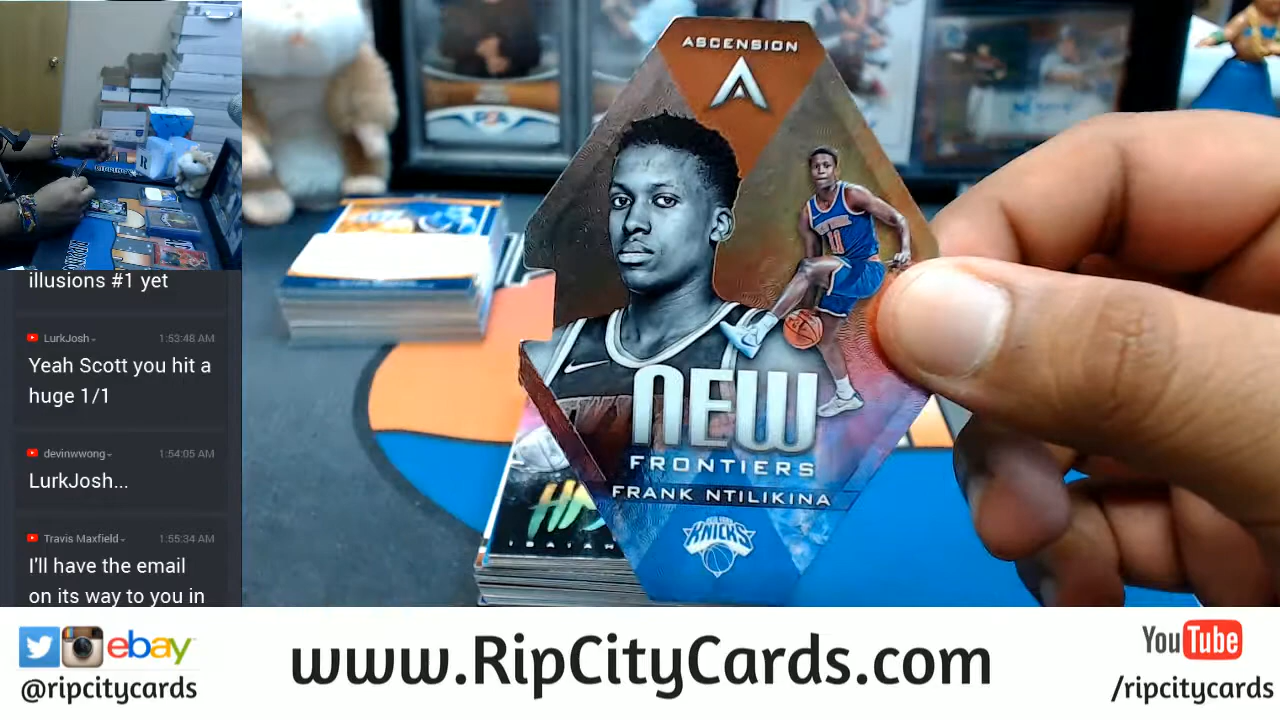 illusions #1 yet
LurkJosh
1:53:48 AM
Yeah Scott you hit a
huge 1/1
devinwwong
1:54:05 AM
LurkJosh...
Travis Maxfield
1:55:34 AM
I'll have the email
on its way to you in
ASCENSION
A
11
NEW
FRONTIERS
FRANK NTILIKINA
KNICKS
ebay
@ripcitycards
www.RipCityCards.com
YouTube
/ripcitycards